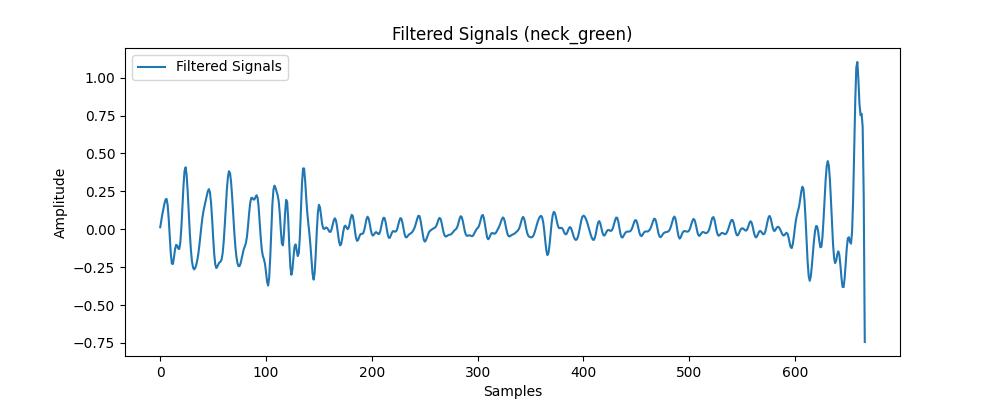 Filtered Signals (neck_green)
Filtered Signals
Amplitude
1.00
0.75
0.50
0.25
0.00
−0.25
−0.50
−0.75
0 100 200 300 400 500 600
Samples